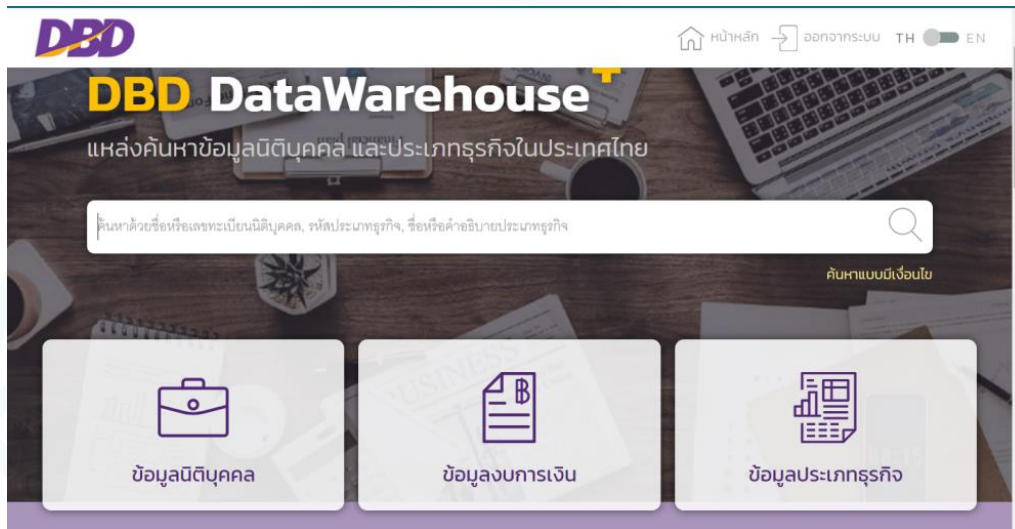 DBD
หน้าหลัก ออกจากระบบ TH EN
DBD DataWarehouse+
แหล่งค้นหาข้อมูลนิติบุคคล และประเภทธุรกิจในประเทศไทย
ค้นหาด้วยชื่อหรือเลขทะเบียนนิติบุคคล, รหัสประเภทธุรกิจ, ชื่อหรือคำอธิบายประเภทธุรกิจ
ค้นหาแบบมีเงื่อนไข
BUSINESS
ข้อมูลนิติบุคคล
ข้อมูลงบการเงิน
ข้อมูลประเภทธุรกิจ